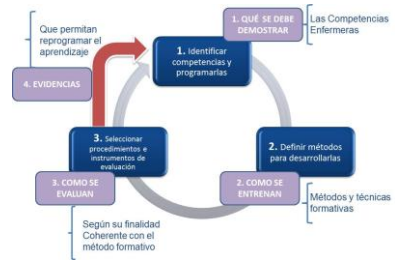 Que permitan
reprogramar el
aprendizaje
1. QUÉ SE DEBE
DEMOSTRAR
Las Competencias
Enfermeras
1. Identificar
competencias y
programarlas
4. EVIDENCIAS
3. Seleccionar
procedimientos e
instrumentos de
evaluación
2. Definir métodos
para desarrollarlas
3. COMO SE
EVALUAN
2. COMO SE
ENTRENAN
Métodos y técnicas
formativas
Según su finalidad
Coherente con el
método formativo